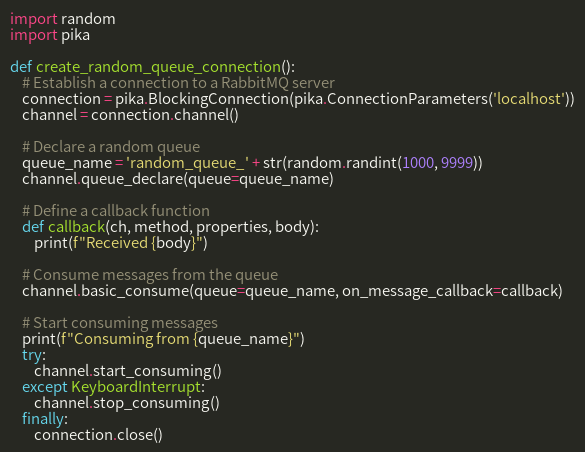 import random
import pika

def create_random_queue_connection():
    # Establish a connection to a RabbitMQ server
    connection = pika.BlockingConnection(pika.ConnectionParameters('localhost'))
    channel = connection.channel()

    # Declare a random queue
    queue_name = 'random_queue_' + str(random.randint(1000, 9999))
    channel.queue_declare(queue=queue_name)

    # Define a callback function
    def callback(ch, method, properties, body):
        print(f"Received {body}")

    # Consume messages from the queue
    channel.basic_consume(queue=queue_name, on_message_callback=callback)

    # Start consuming messages
    print(f"Consuming from {queue_name}")
    try:
        channel.start_consuming()
    except KeyboardInterrupt:
        channel.stop_consuming()
    finally:
        connection.close()